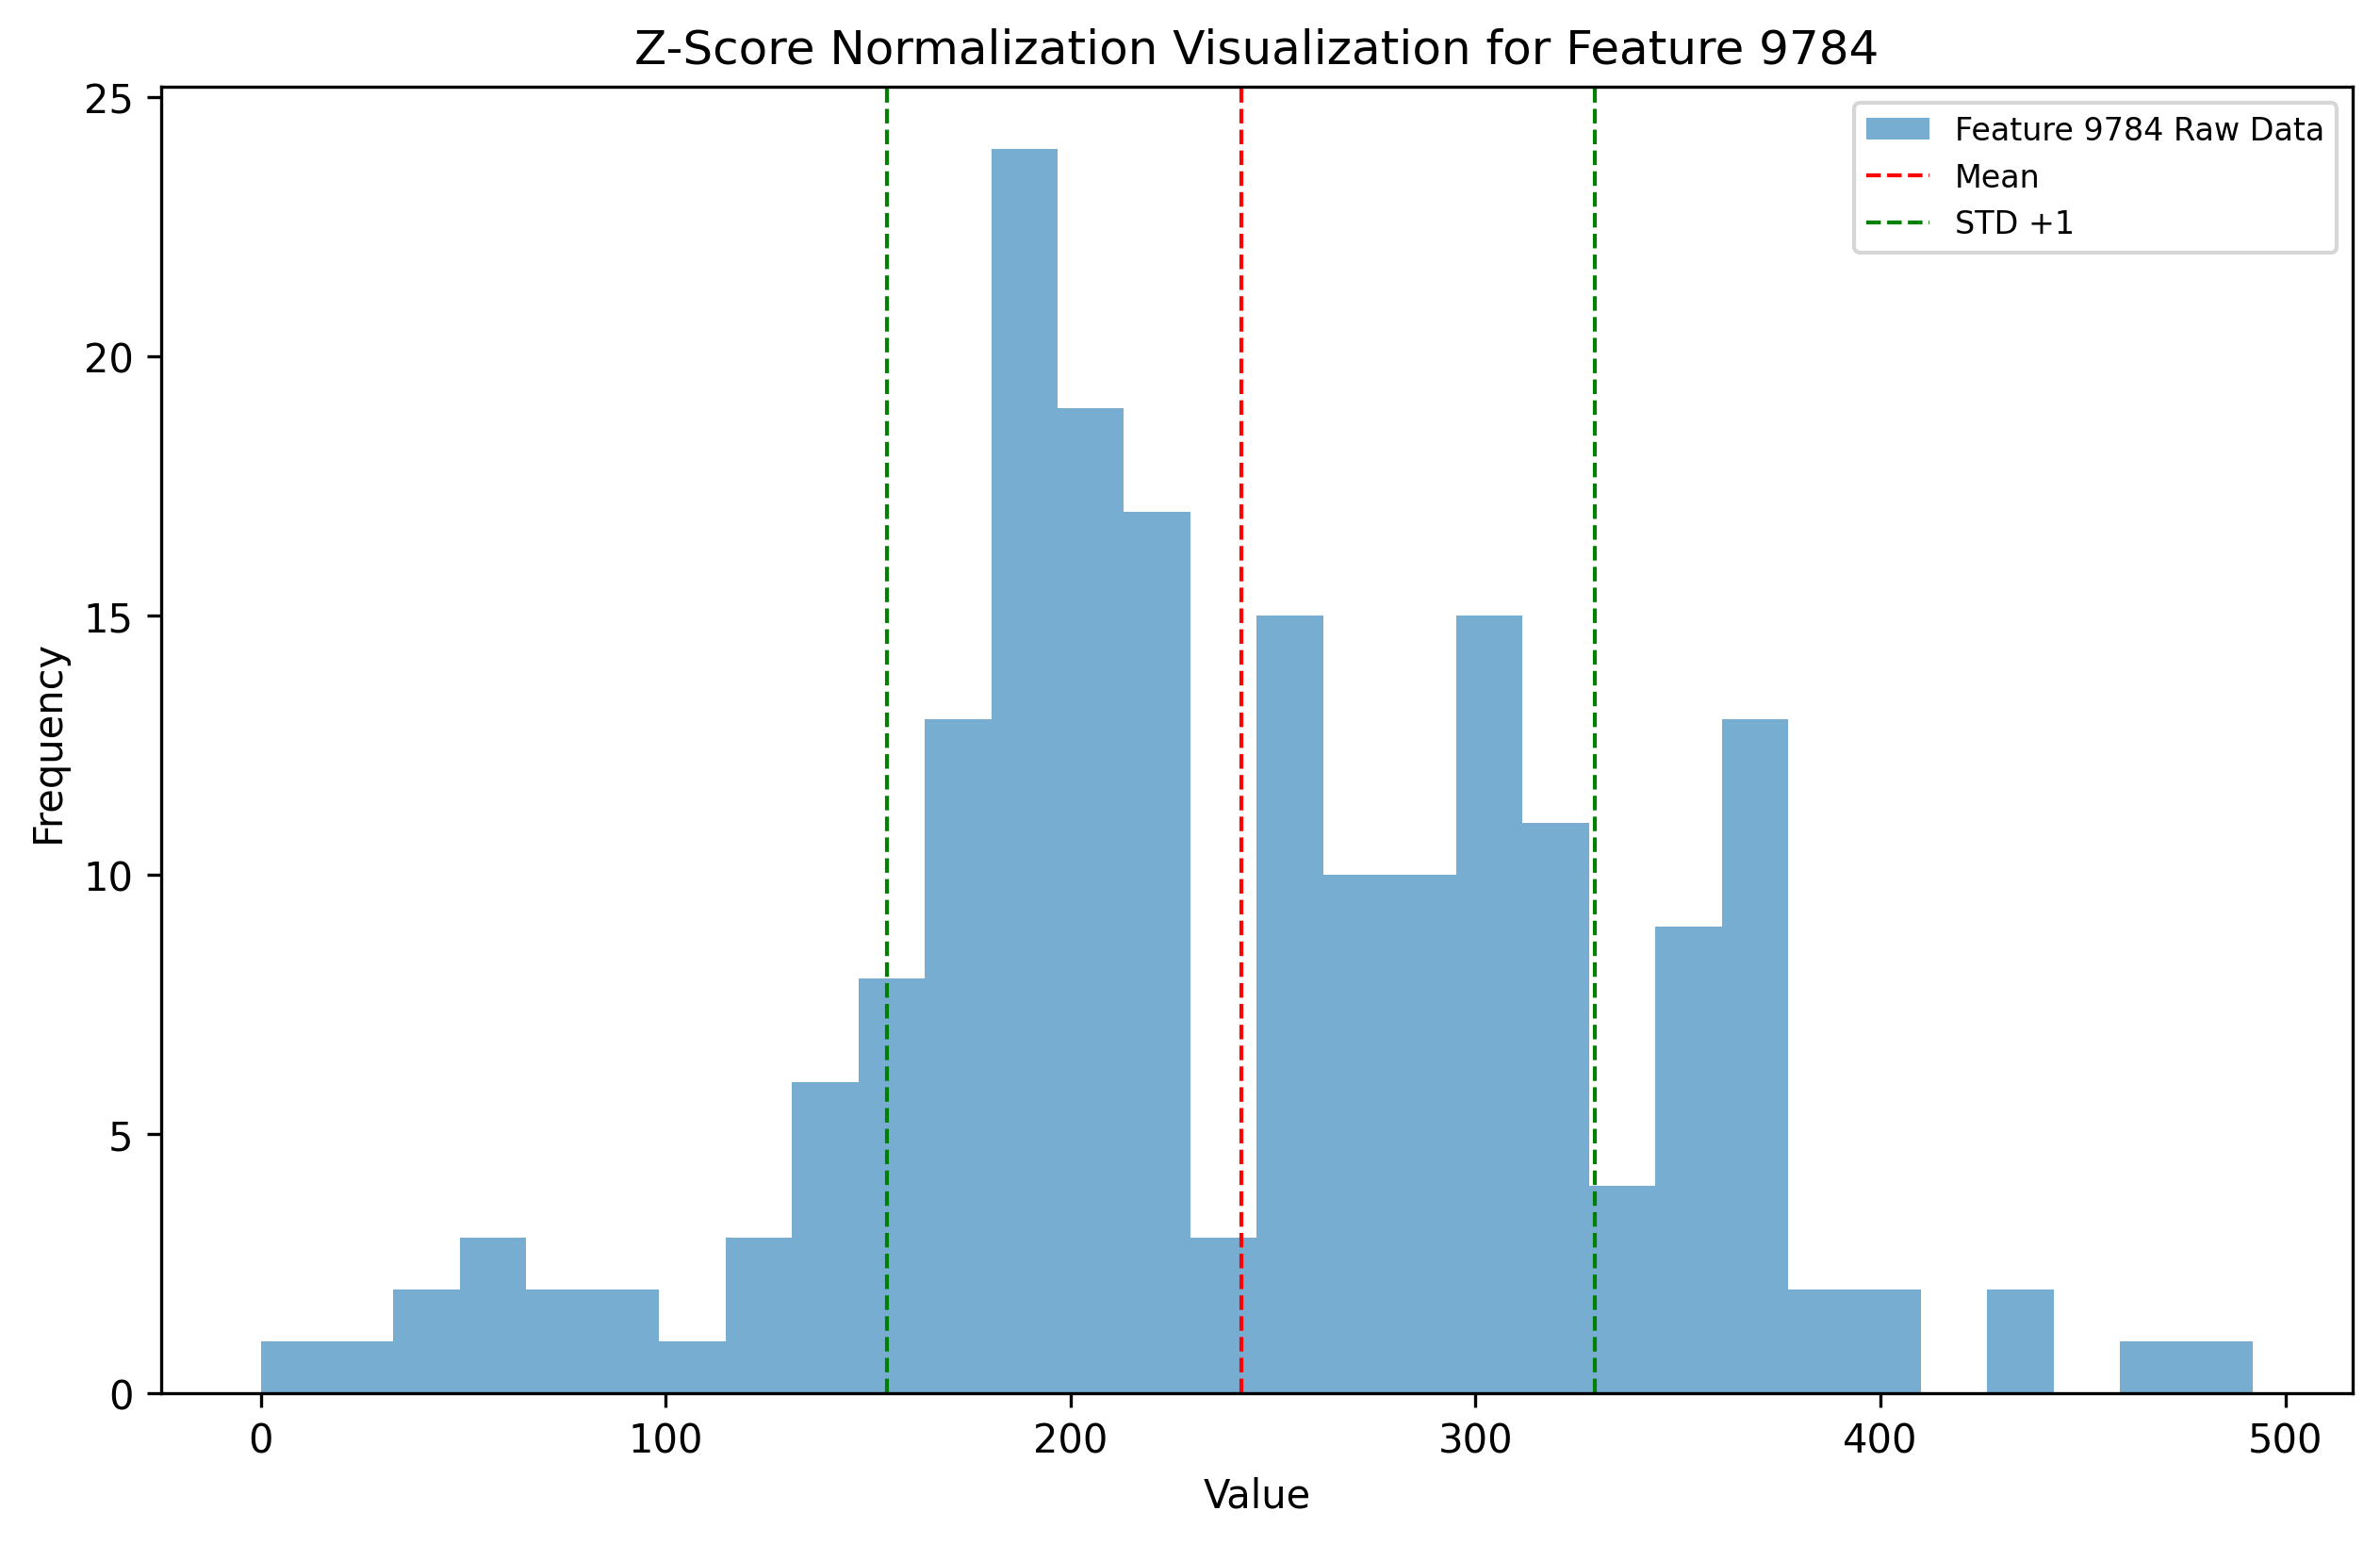 Z-Score Normalization Visualization for Feature 9784
Feature 9784 Raw Data
Mean
STD +1
25
20
15
10
5
0
Frequency
0 100 200 300 400 500
Value